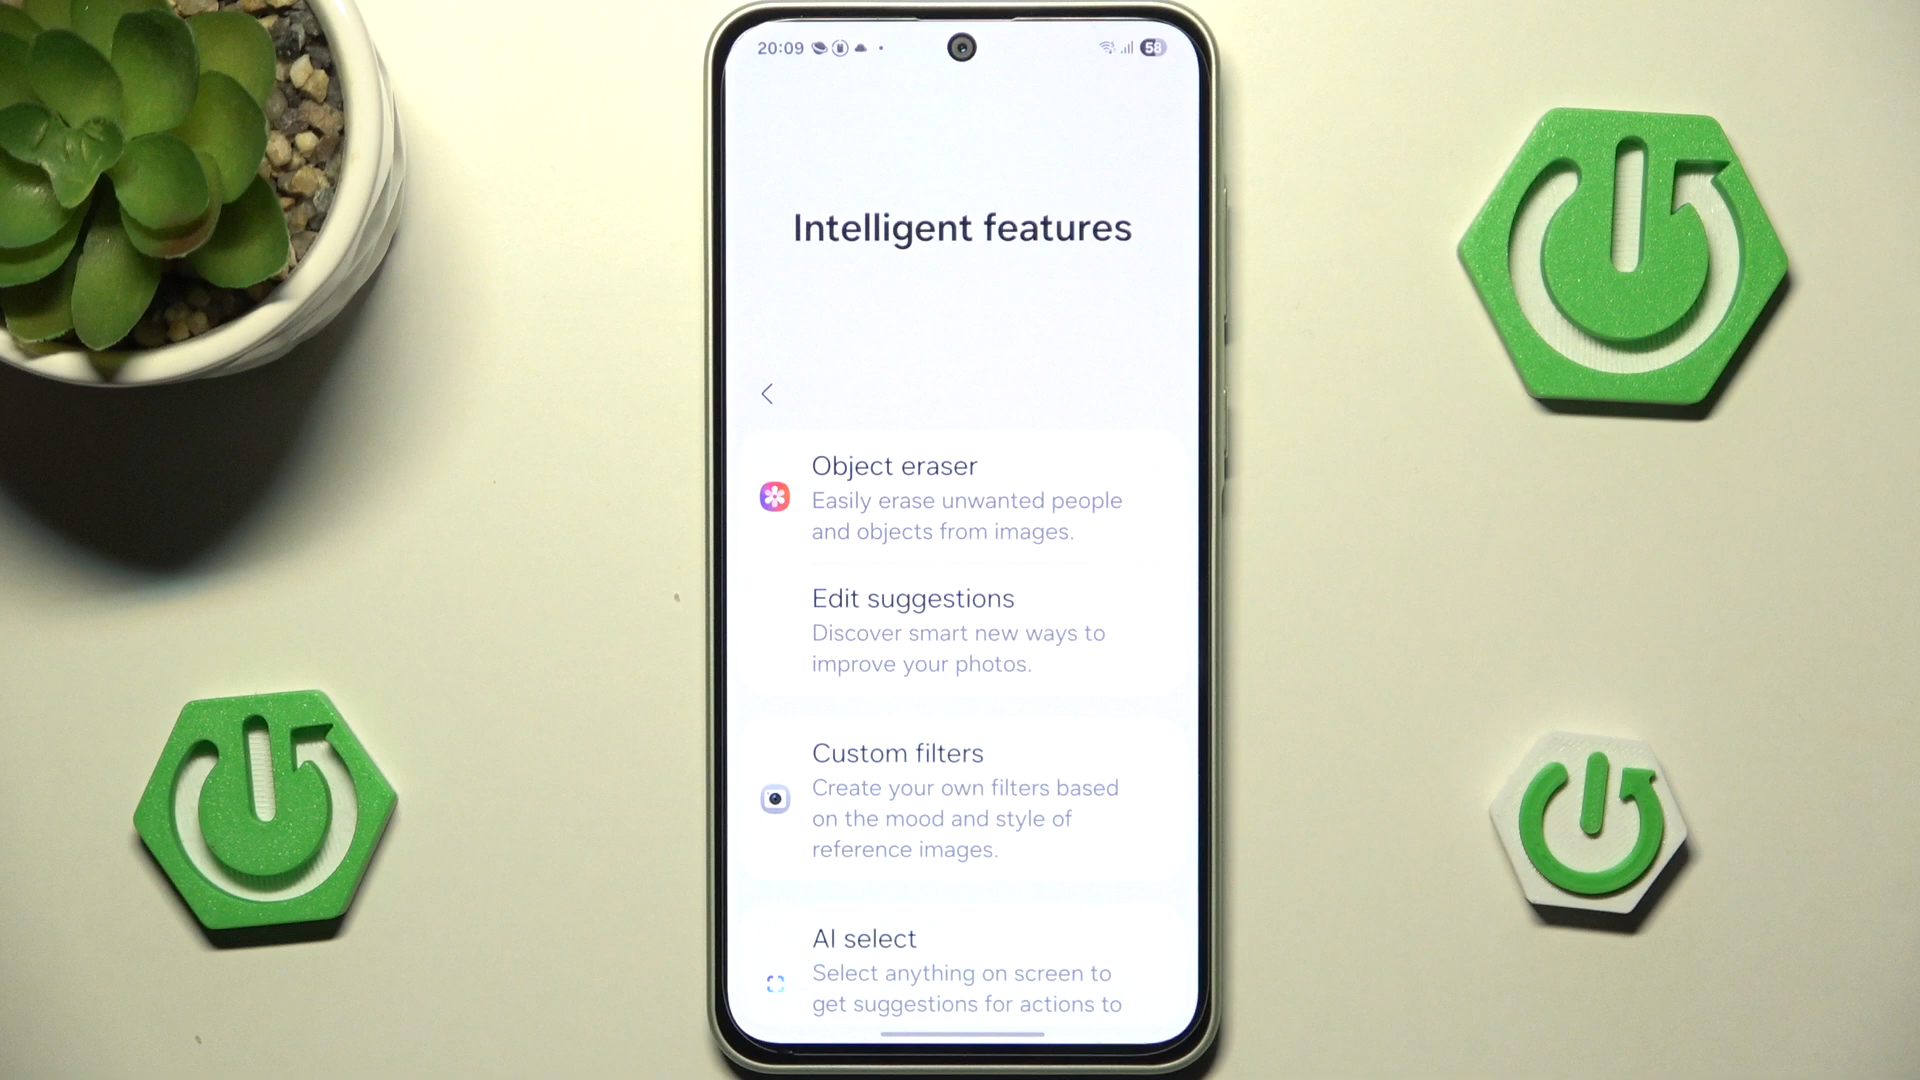 20:09
58
Intelligent features
Object eraser
Easily erase unwanted people
and objects from images.
Edit suggestions
Discover smart new ways to
improve your photos.
Custom filters
Create your own filters based
on the mood and style of
reference images.
AI select
Select anything on screen to
get suggestions for actions to